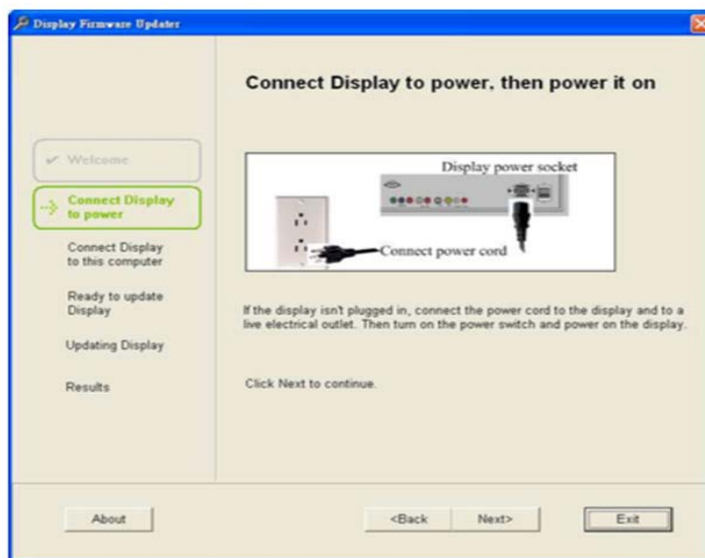 Display Firmware Updater
Connect Display to power, then power it on
Welcome
Connect Display
to power
Connect Display
to this computer
Ready to update
Display
Updating Display
Results
Display power socket
Connect power cord
If the display isn't plugged in, connect the power cord to the display and to a
live electrical outlet. Then turn on the power switch and power on the display.
Click Next to continue.
About
<Back
Next>
Exit